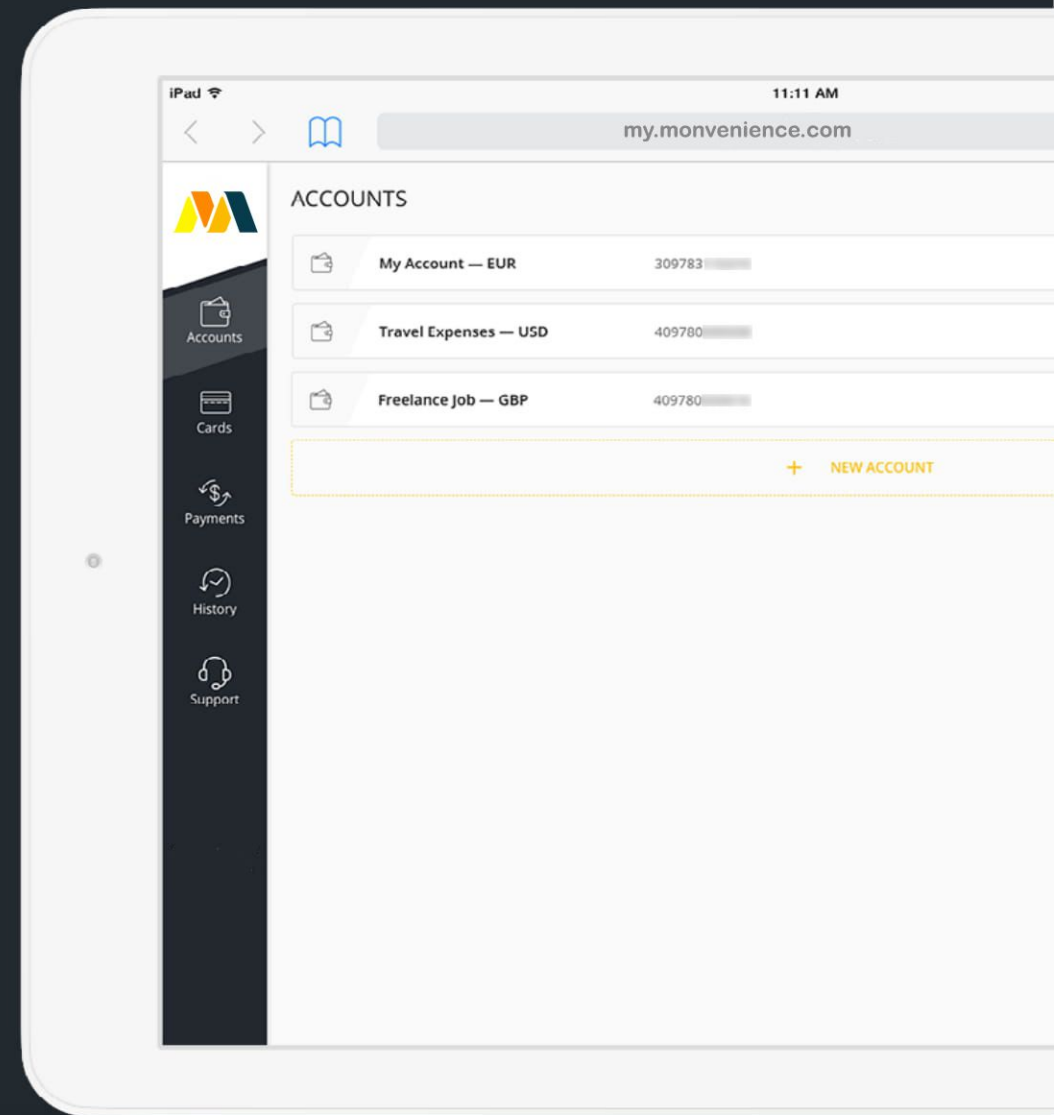 iPad
11:11 AM
my.monvenience.com
ACCOUNTS
My Account — EUR 309783
Travel Expenses — USD 409780
Freelance Job — GBP 409780
+ NEW ACCOUNT
Accounts
Cards
Payments
History
Support